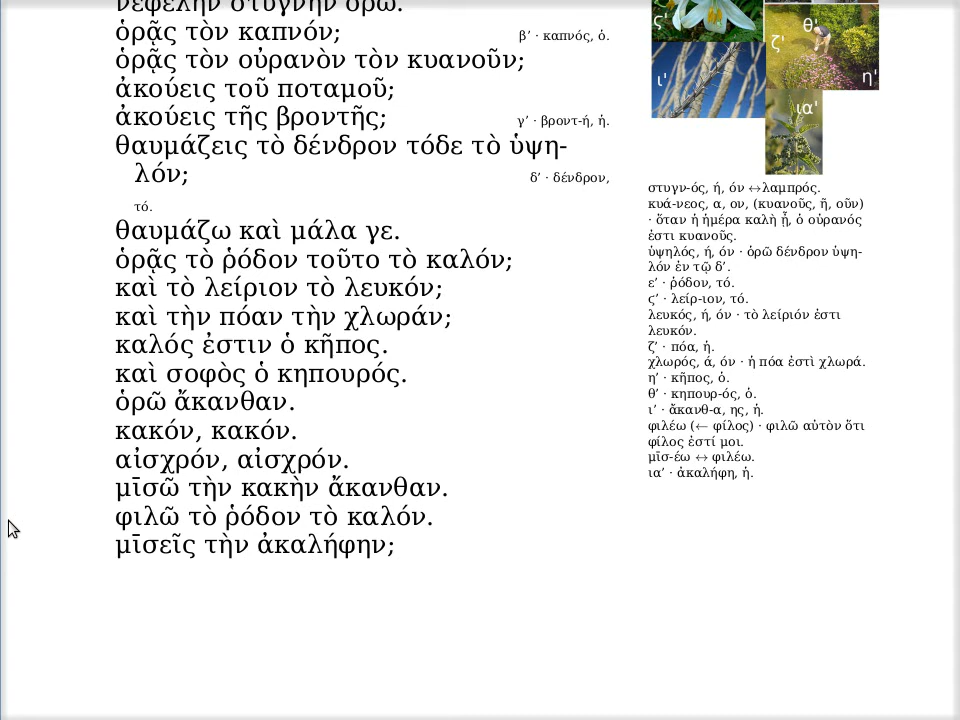 νεφέλην στυγνὴν ὁρῶ.
ὁρᾷς τὸν καπνόν; β’ · καπνός, ὁ.
ὁρᾷς τὸν οὐρανὸν τὸν κυανοῦν;
ἀκούεις τοῦ ποταμοῦ;
ἀκούεις τῆς βροντῆς; γ’ · βροντ-ή, ἡ.
θαυμάζεις τὸ δένδρον τόδε τὸ ὑψη-
λόν; δ’ · δένδρον,
τό.
θαυμάζω καὶ μάλα γε.
ὁρᾷς τὸ ῥόδον τοῦτο τὸ καλόν;
καὶ τὸ λείριον τὸ λευκόν;
καὶ τὴν πόαν τὴν χλωράν;
καλός ἐστιν ὁ κῆπος.
καὶ σοφὸς ὁ κηπουρός.
ὁρῶ ἄκανθαν.
κακόν, κακόν.
αἰσχρόν, αἰσχρόν.
μῑσῶ τὴν κακὴν ἄκανθαν.
φιλῶ τὸ ῥόδον τὸ καλόν.
μῑσεῖς τὴν ἀκαλήφην;
ϛ'
θ'
ζ'
ι'
η'
ια'
στυγν-ός, ή, όν ↔λαμπρός.
κυά-νεος, α, ον, (κυανοῦς, ῆ, οῦν)
· ὅταν ἡ ἡμέρα καλὴ ᾖ, ὁ οὐρανός
ἐστι κυανοῦς.
ὑψηλός, ή, όν · ὁρῶ δένδρον ὑψη-
λόν ἐν τῷ δ’.
ε’ · ῥόδον, τό.
ϛ’ · λείρ-ιον, τό.
λευκός, ή, όν · τὸ λείριόν ἐστι
λευκόν.
ζ’ · πόα, ἡ.
χλωρός, ά, όν · ἡ πόα ἐστὶ χλωρά.
η’ · κῆπος, ὁ.
θ’ · κηπουρ-ός, ὁ.
ι’ · ἄκανθ-α, ης, ἡ.
φιλέω (← φίλος) · φιλῶ αὐτὸν ὅτι
φίλος ἐστί μοι.
μῑσ-έω ↔ φιλέω.
ια’ · ἀκαλήφη, ἡ.